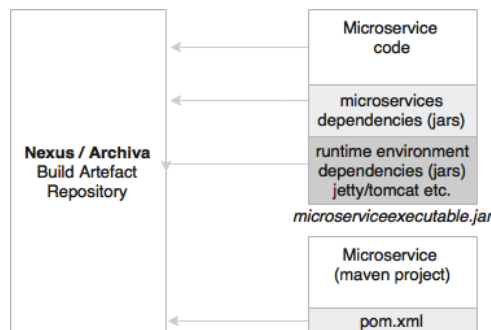 Microservice
code
microservices
dependencies (jars)
Nexus / Archiva
Build Artefact
Repository
runtime environment
dependencies (jars)
jetty/tomcat etc.
microserviceexecutable.jar
Microservice
(maven project)
pom.xml